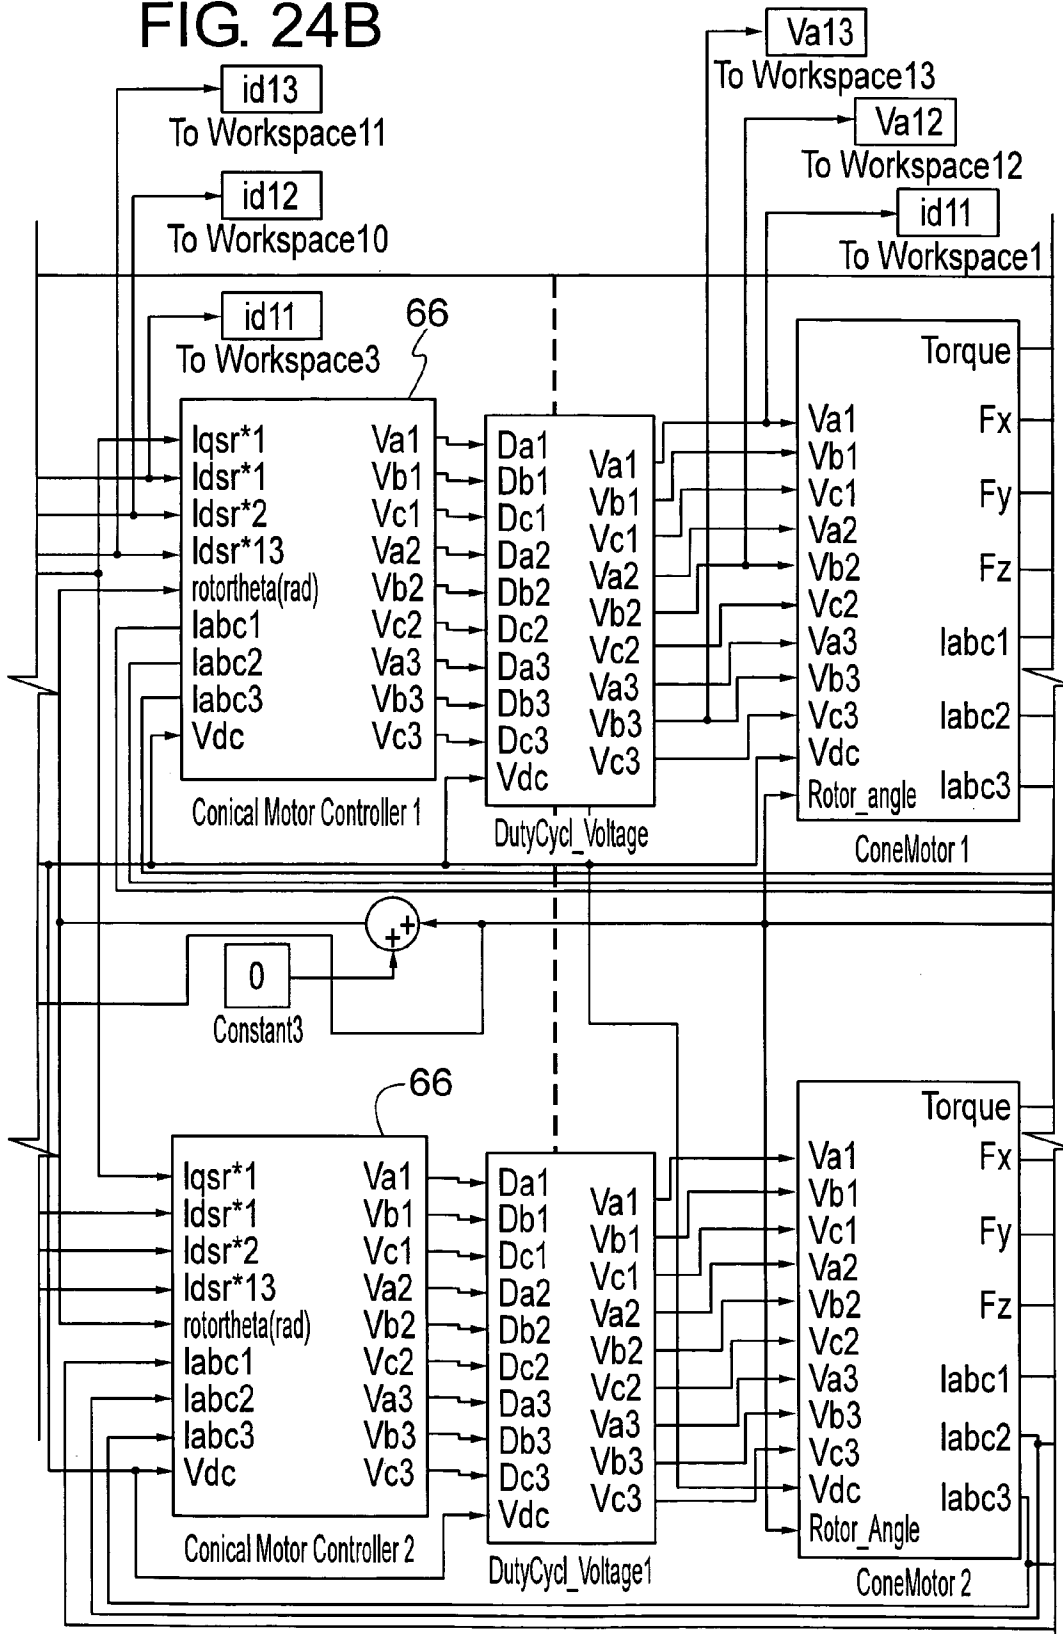 FIG. 24B
Va13
To Workspace13
id13
To Workspace11
Va12
To Workspace12
id12
To Workspace10
id11
To Workspace1
id11
To Workspace3
66
Iqsr*1
Idsr*1
Idsr*2
Idsr*13
rotortheta(rad)
Iabc1
Iabc2
Iabc3
Vdc
Va1
Vb1
Vc1
Va2
Vb2
Vc2
Va3
Vb3
Vc3
Conical Motor Controller 1
Da1
Db1
Dc1
Da2
Db2
Dc2
Da3
Db3
Dc3
Vdc
Va1
Vb1
Vc1
Va2
Vb2
Vc2
Va3
Vb3
Vc3
DutyCycl_Voltage
Va1
Vb1
Vc1
Va2
Vb2
Vc2
Va3
Vb3
Vc3
Vdc
Rotor_angle
Torque
Fx
Fy
Fz
Iabc1
Iabc2
Iabc3
ConeMotor 1
+
+
0
Constant3
66
Iqsr*1
Idsr*1
Idsr*2
Idsr*13
rotortheta(rad)
Iabc1
Iabc2
Iabc3
Vdc
Va1
Vb1
Vc1
Va2
Vb2
Vc2
Va3
Vb3
Vc3
Conical Motor Controller 2
Da1
Db1
Dc1
Da2
Db2
Dc2
Da3
Db3
Dc3
Vdc
Va1
Vb1
Vc1
Va2
Vb2
Vc2
Va3
Vb3
Vc3
DutyCycl_Voltage1
Va1
Vb1
Vc1
Va2
Vb2
Vc2
Va3
Vb3
Vc3
Vdc
Rotor_Angle
Torque
Fx
Fy
Fz
Iabc1
Iabc2
Iabc3
ConeMotor 2